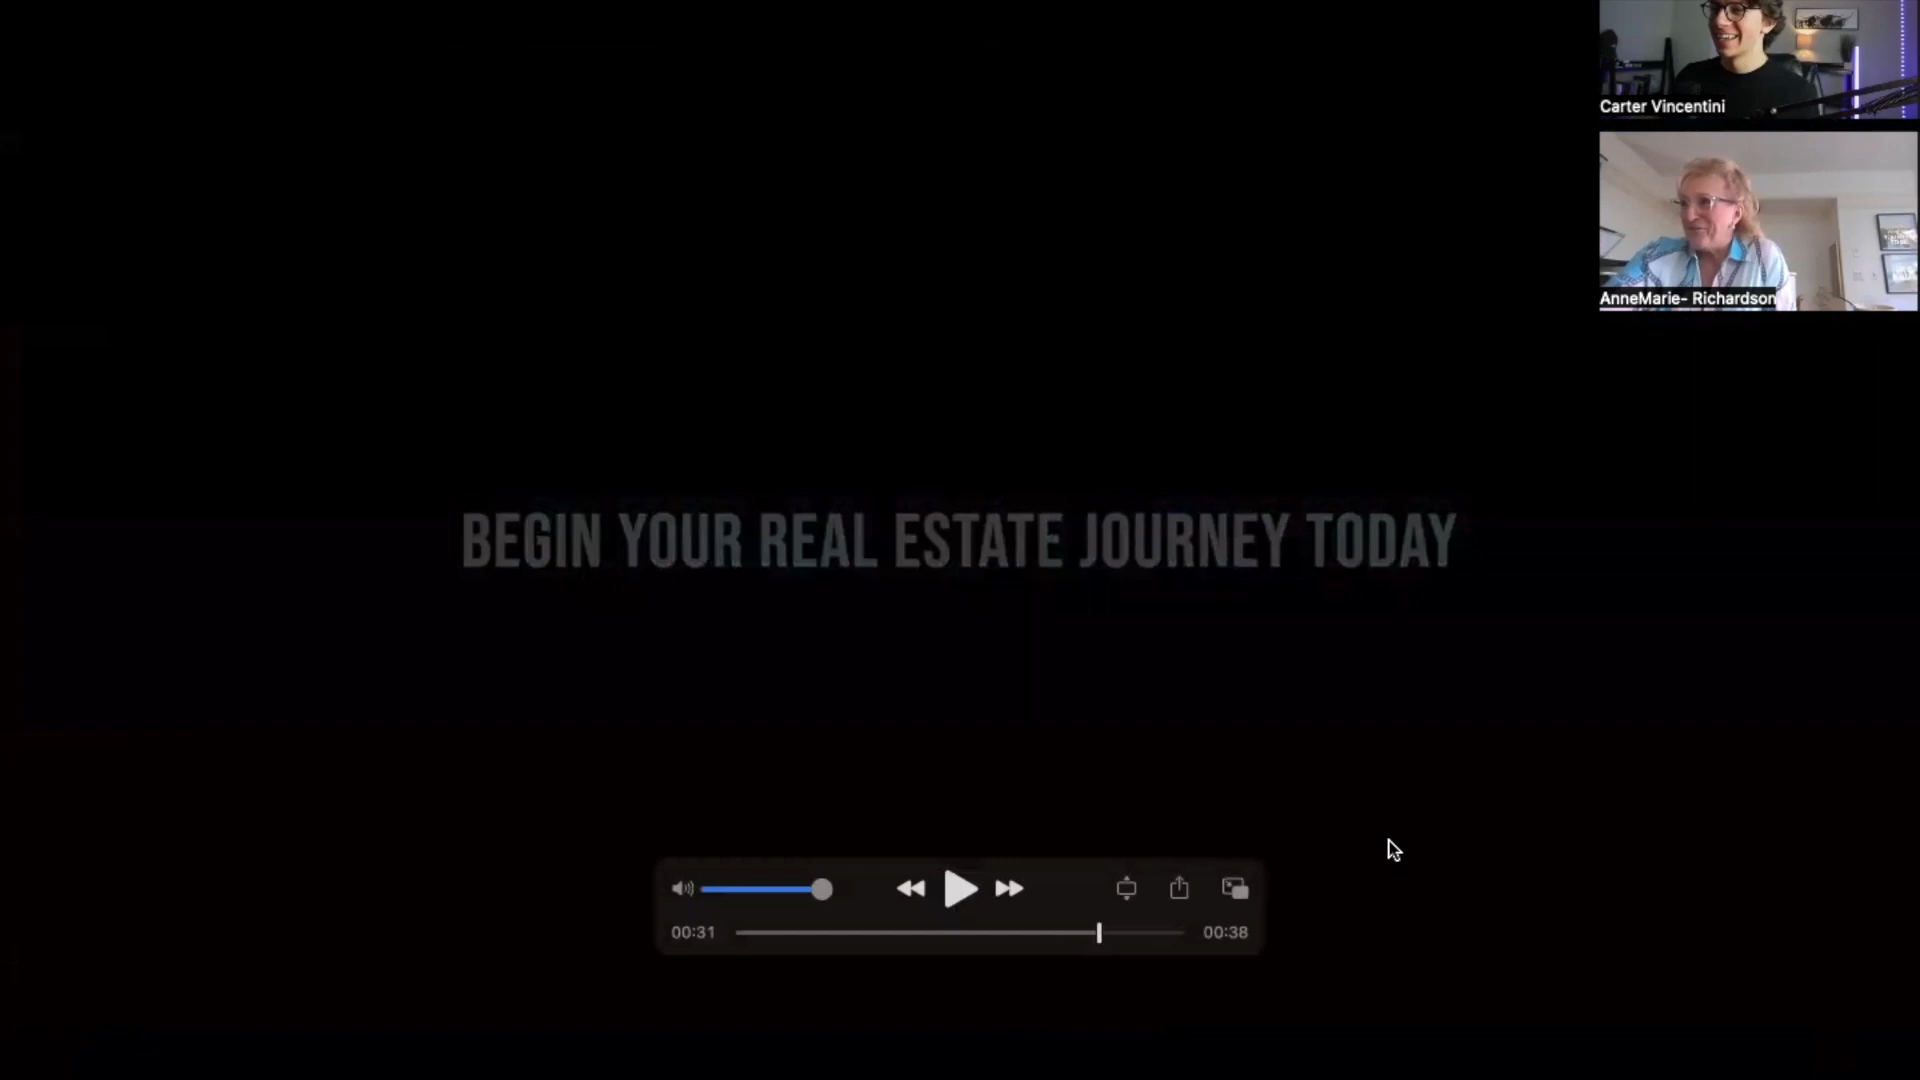 Carter Vincentini
AnneMarie- Richardson
BEGIN YOUR REAL ESTATE JOURNEY TODAY
00:31
00:38